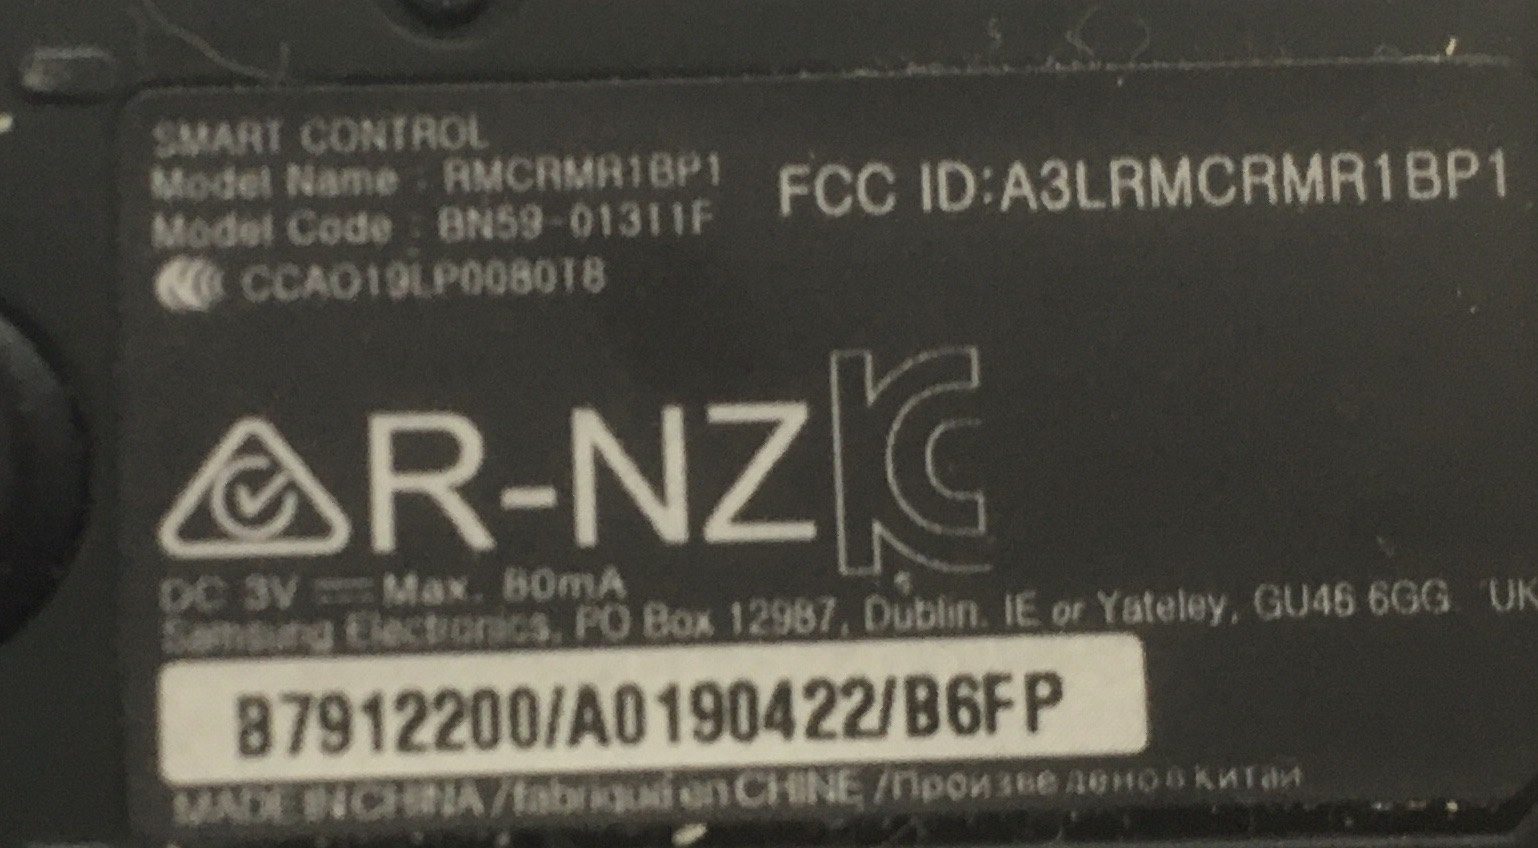 SMART CONTROL
Model Name : RMCRMR1BP1
Model Code : BN59-01311F
FCC ID:A3LRMCRMR1BP1
CCAO19LP0080T8
R-NZ
DC 3V Max. 80mA
Samsung Electronics, PO Box 12987, Dublin. IE or Yateley, GU46 6GG. UK
B7912200/A0190422/B6FP
MADE IN CHINA /fabriqué en CHINE /Произведено в Китаи